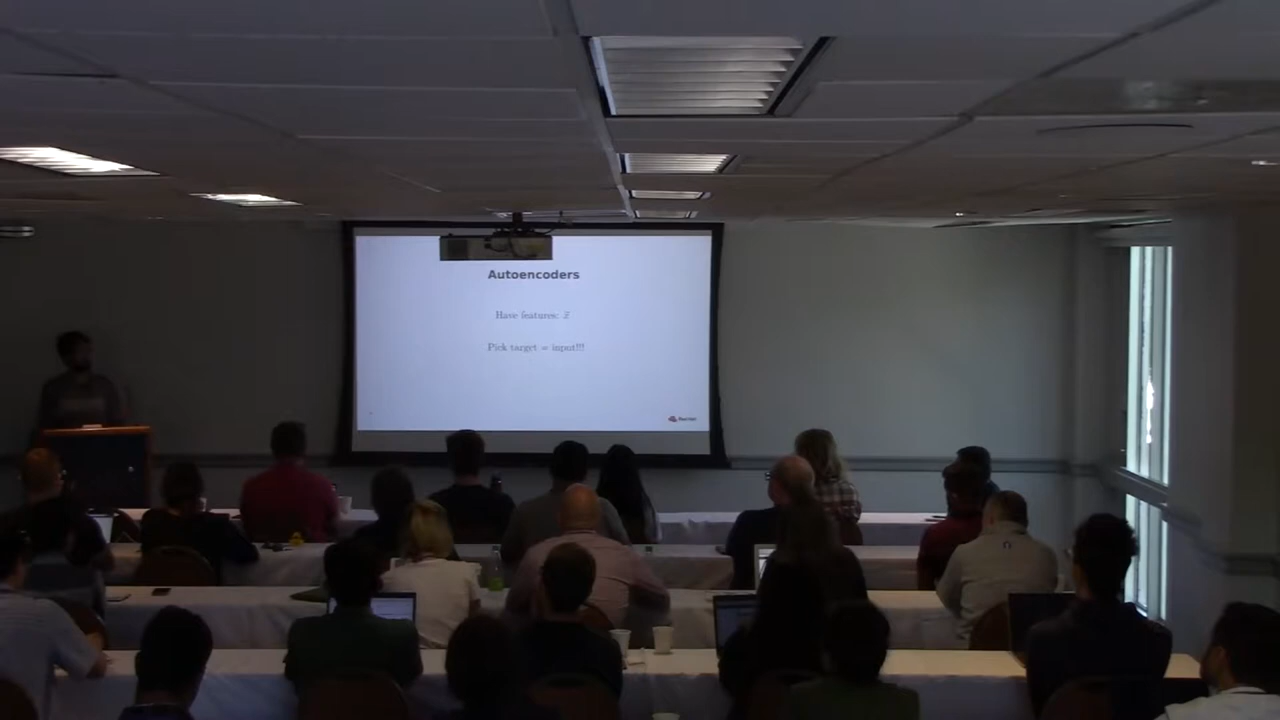 Autoencoders
Have features: x⃗
Pick target = input!!!